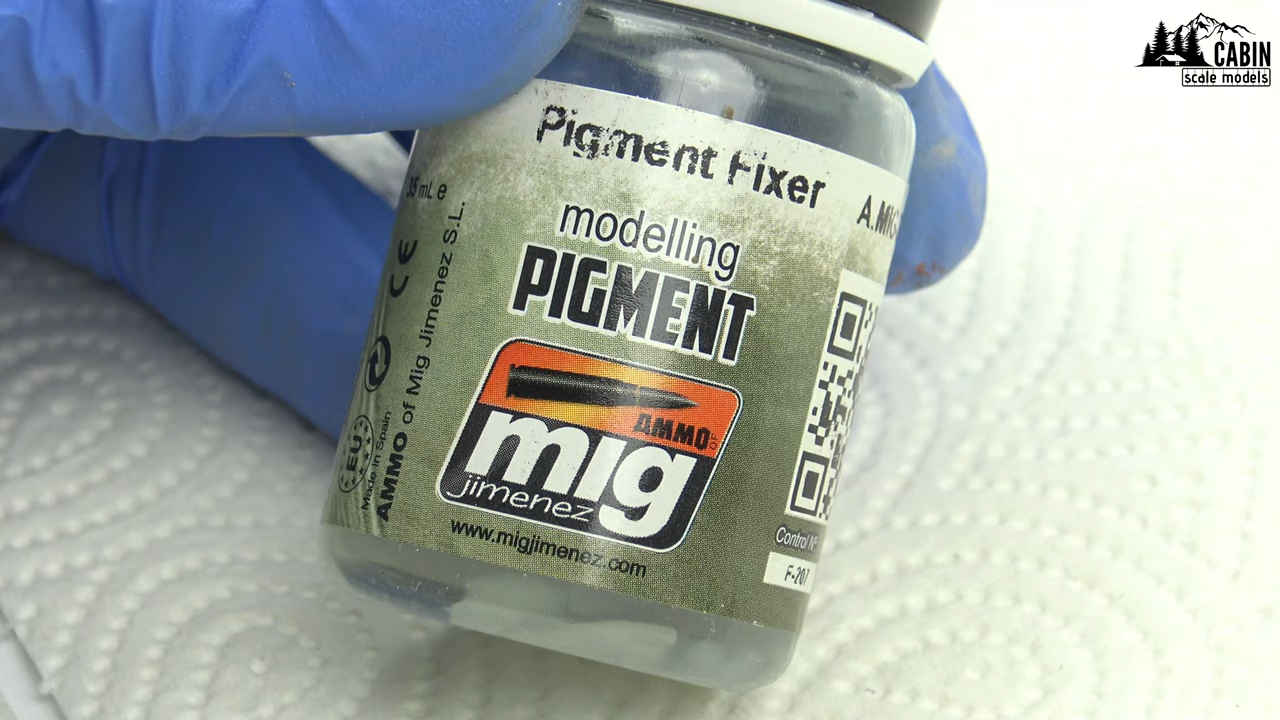 CABIN
scale models
Pigment Fixer
A.MIG
modelling
PIGMENT
AMMO OF
mig
jimenez
www.migjimenez.com
35 mL e
CE
EU
Made in Spain
AMMO of Mig Jimenez S.L.
Control Nº
F-207